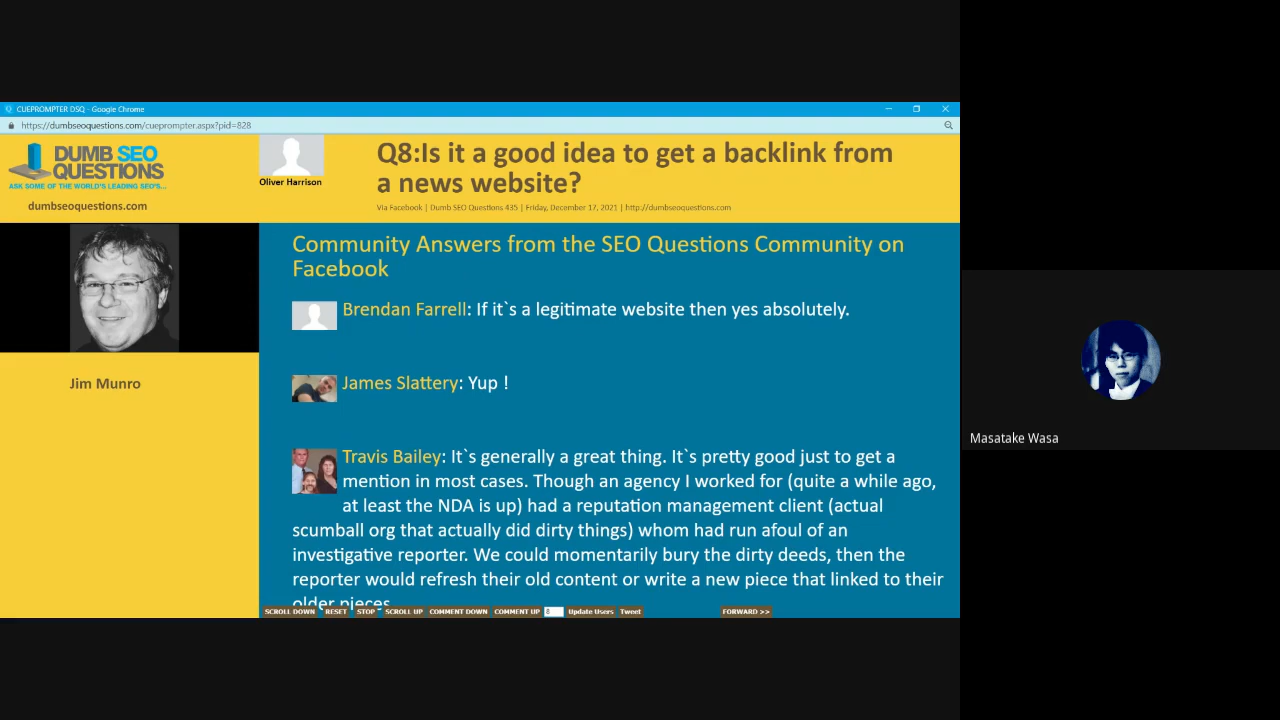 CUEPROMPTER DSQ - Google Chrome
https://dumbseoquestions.com/cueprompter.aspx?pid=828
DUMB SEO
QUESTIONS
ASK SOME OF THE WORLD'S LEADING SEO'S...
dumbseoquestions.com
Oliver Harrison
Q8:Is it a good idea to get a backlink from
a news website?
Via Facebook | Dumb SEO Questions 435 | Friday, December 17, 2021 | http://dumbseoquestions.com
Jim Munro
Community Answers from the SEO Questions Community on
Facebook
Brendan Farrell: If it`s a legitimate website then yes absolutely.
James Slattery: Yup !
Travis Bailey: It`s generally a great thing. It`s pretty good just to get a
mention in most cases. Though an agency I worked for (quite a while ago,
at least the NDA is up) had a reputation management client (actual
scumball org that actually did dirty things) whom had run afoul of an
investigative reporter. We could momentarily bury the dirty deeds, then the
reporter would refresh their old content or write a new piece that linked to their
older pieces.
SCROLL DOWN RESET STOP SCROLL UP COMMENT DOWN COMMENT UP 8 Update Users Tweet FORWARD >>
Masatake Wasa